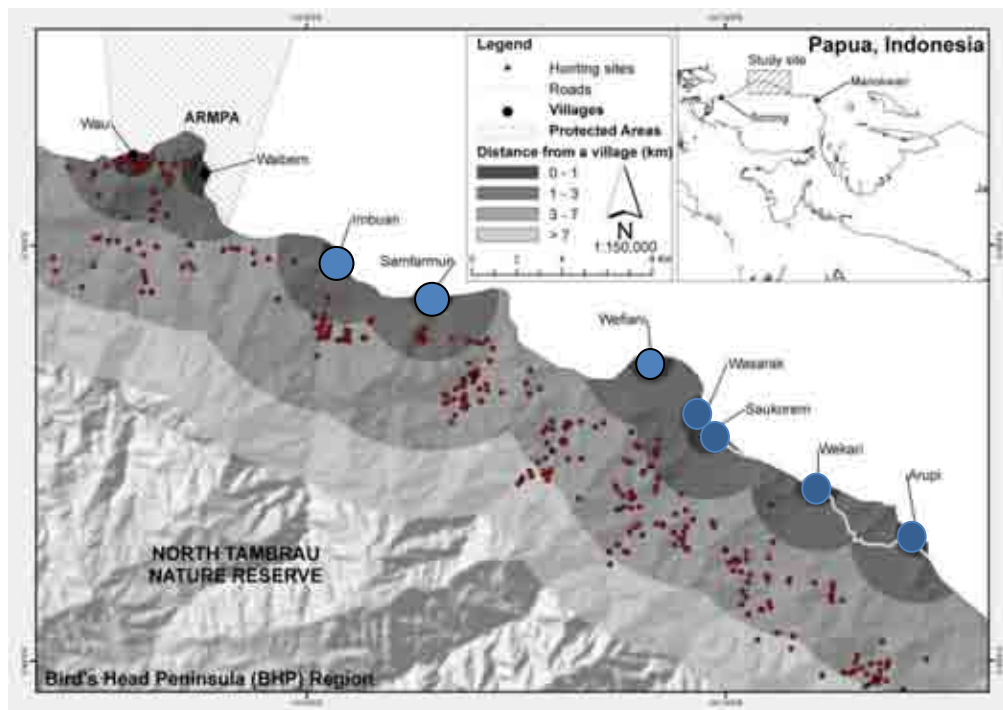 Papua, Indonesia
Legend
Hunting sites
Roads
Villages
Protected Areas
Distance from a village (km)
0 - 1
1 - 3
3 - 7
> 7
N
1:150,000
Study site
Manokwari
Sorong
ARMPA
Wau
Waibem
Imbuan
Samfarmun
Wefiani
Wasarak
Saukorem
Wekari
Arupi
NORTH TAMBRAU
NATURE RESERVE
Bird's Head Peninsula (BHP) Region